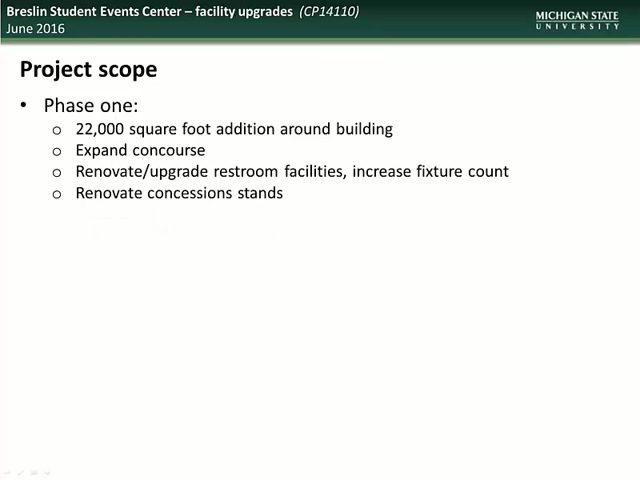 Breslin Student Events Center – facility upgrades (CP14110)
June 2016
MICHIGAN STATE
UNIVERSITY
Project scope
• Phase one:
o 22,000 square foot addition around building
o Expand concourse
o Renovate/upgrade restroom facilities, increase fixture count
o Renovate concessions stands